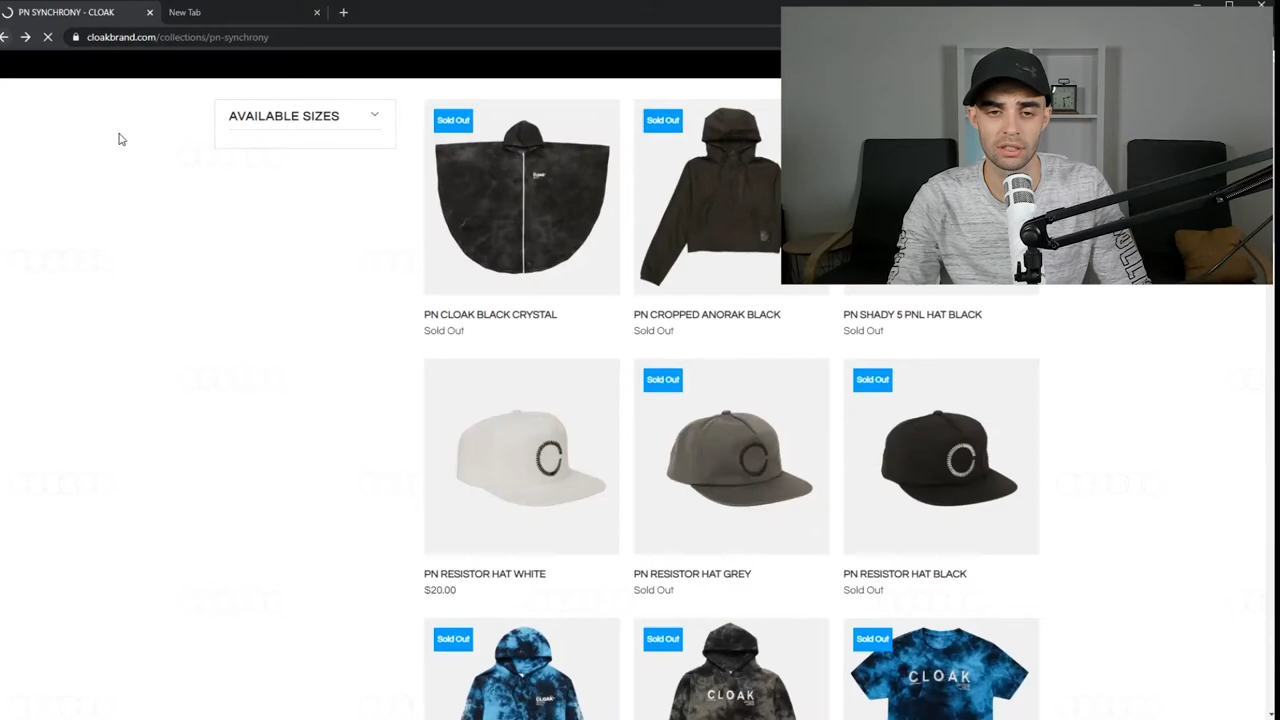 PN SYNCHRONY - CLOAK
New Tab
cloakbrand.com/collections/pn-synchrony
AVAILABLE SIZES
Sold Out
Sold Out
PN CLOAK BLACK CRYSTAL
Sold Out
PN CROPPED ANORAK BLACK
Sold Out
PN SHADY 5 PNL HAT BLACK
Sold Out
Sold Out
Sold Out
PN RESISTOR HAT WHITE
$20.00
PN RESISTOR HAT GREY
Sold Out
PN RESISTOR HAT BLACK
Sold Out
Sold Out
Sold Out
Sold Out
CLOAK
CLOAK
CLOAK